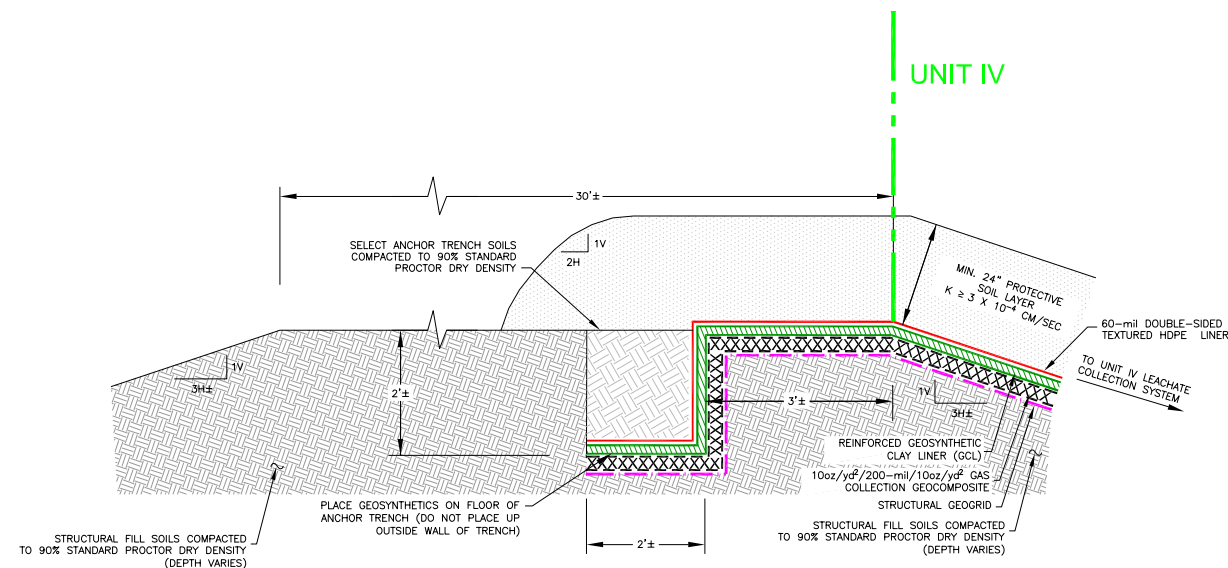 UNIT IV
30'±
SELECT ANCHOR TRENCH SOILS
COMPACTED TO 90% STANDARD
PROCTOR DRY DENSITY
1V
2H
MIN. 24" PROTECTIVE
SOIL LAYER
K ≥ 3 X 10⁻⁴ CM/SEC
60-mil DOUBLE-SIDED
TEXTURED HDPE LINER
TO UNIT IV LEACHATE
COLLECTION SYSTEM
1V
3H±
2'±
3'±
1V
3H±
REINFORCED GEOSYNTHETIC
CLAY LINER (GCL)
10oz/yd²/200-mil/10oz/yd² GAS
COLLECTION GEOCOMPOSITE
STRUCTURAL GEOGRID
PLACE GEOSYNTHETICS ON FLOOR OF
ANCHOR TRENCH (DO NOT PLACE UP
OUTSIDE WALL OF TRENCH)
STRUCTURAL FILL SOILS COMPACTED
TO 90% STANDARD PROCTOR DRY DENSITY
(DEPTH VARIES)
2'±
STRUCTURAL FILL SOILS COMPACTED
TO 90% STANDARD PROCTOR DRY DENSITY
(DEPTH VARIES)